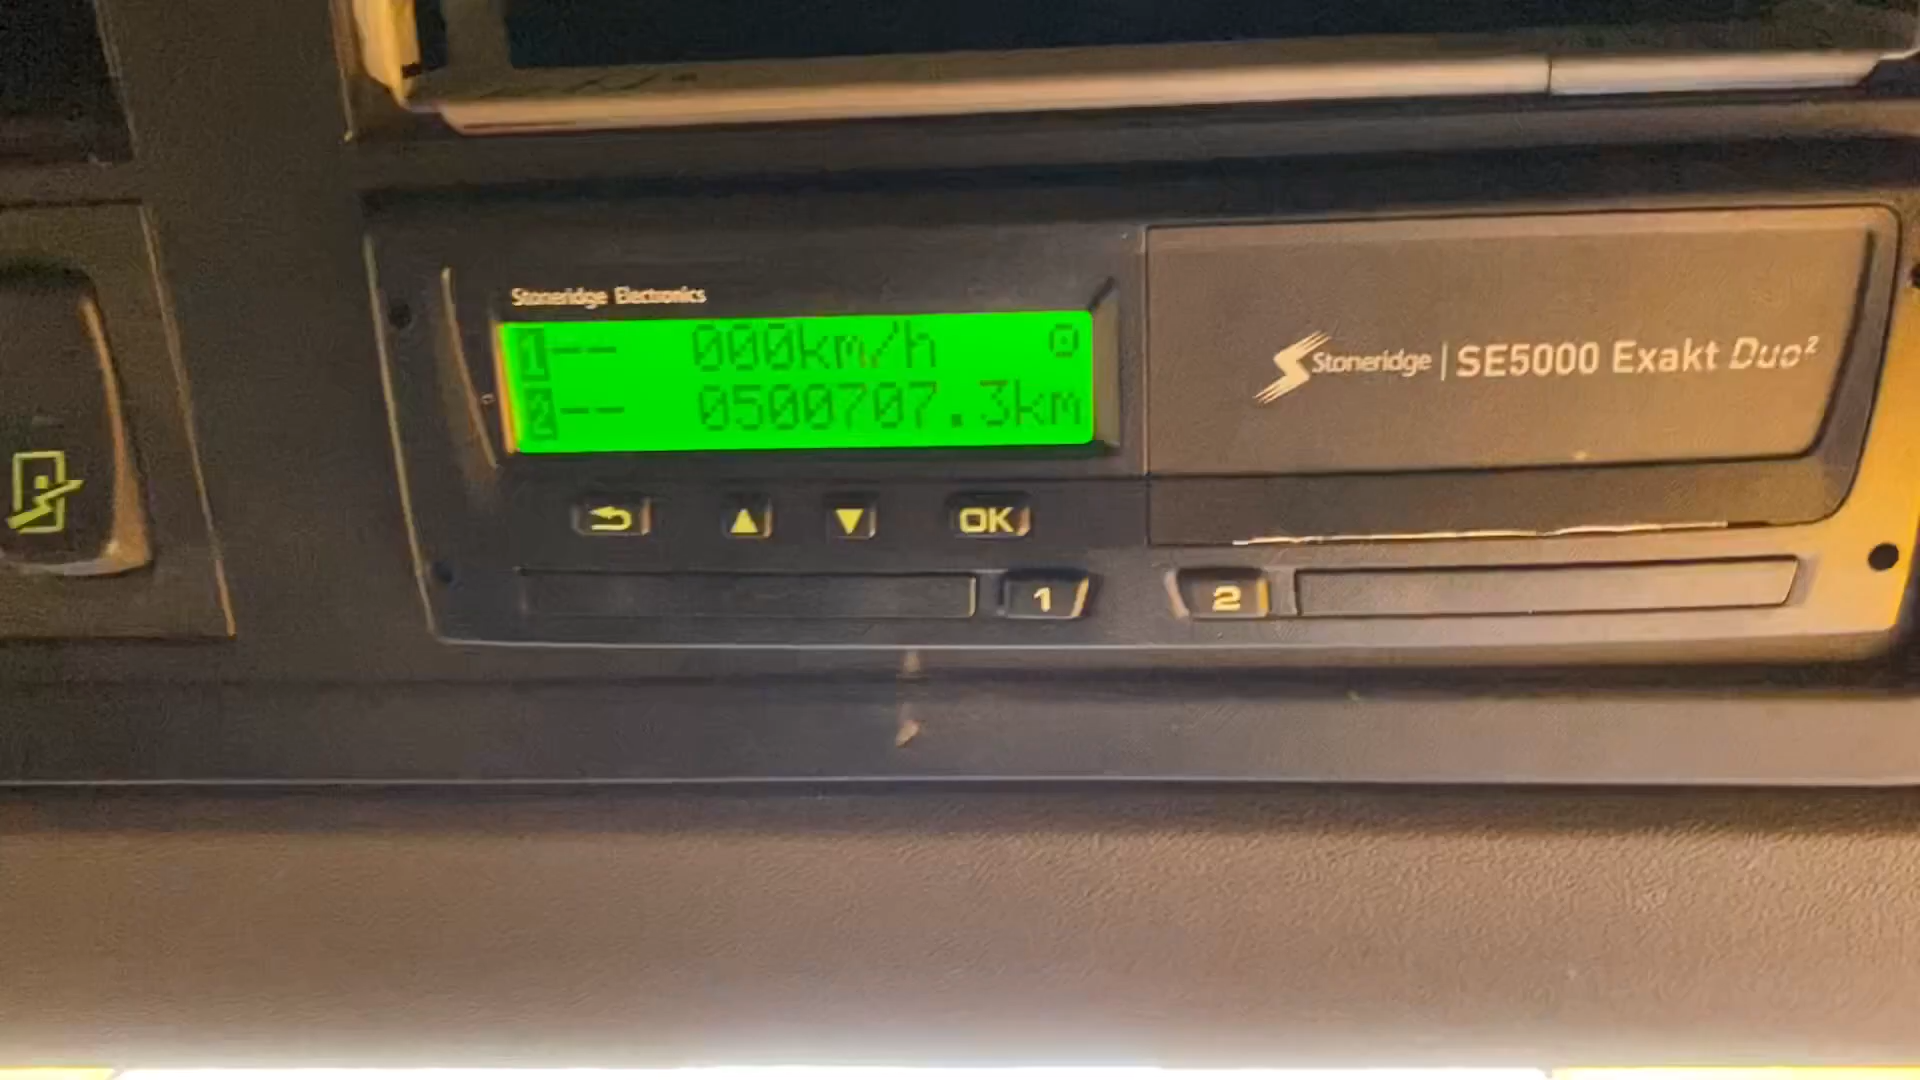 Stoneridge Electronics
1-- 000km/h
2-- 0500707.3km
Stoneridge | SE5000 Exakt Duo²
OK
1
2